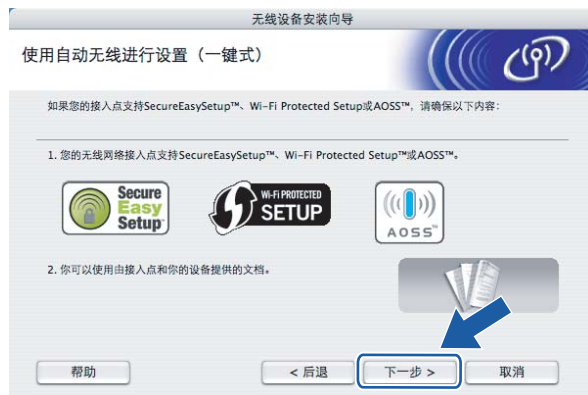 无线设备安装向导
使用自动无线进行设置（一键式）
如果您的接入点支持SecureEasySetup™、Wi-Fi Protected Setup或AOSS™，请确保以下内容：
1. 您的无线网络接入点支持SecureEasySetup™、Wi-Fi Protected Setup™或AOSS™。
Secure
Easy
Setup™
Wi-Fi PROTECTED
SETUP
AOSS™
2. 你可以使用由接入点和你的设备提供的文档。
帮助
< 后退
下一步 >
取消